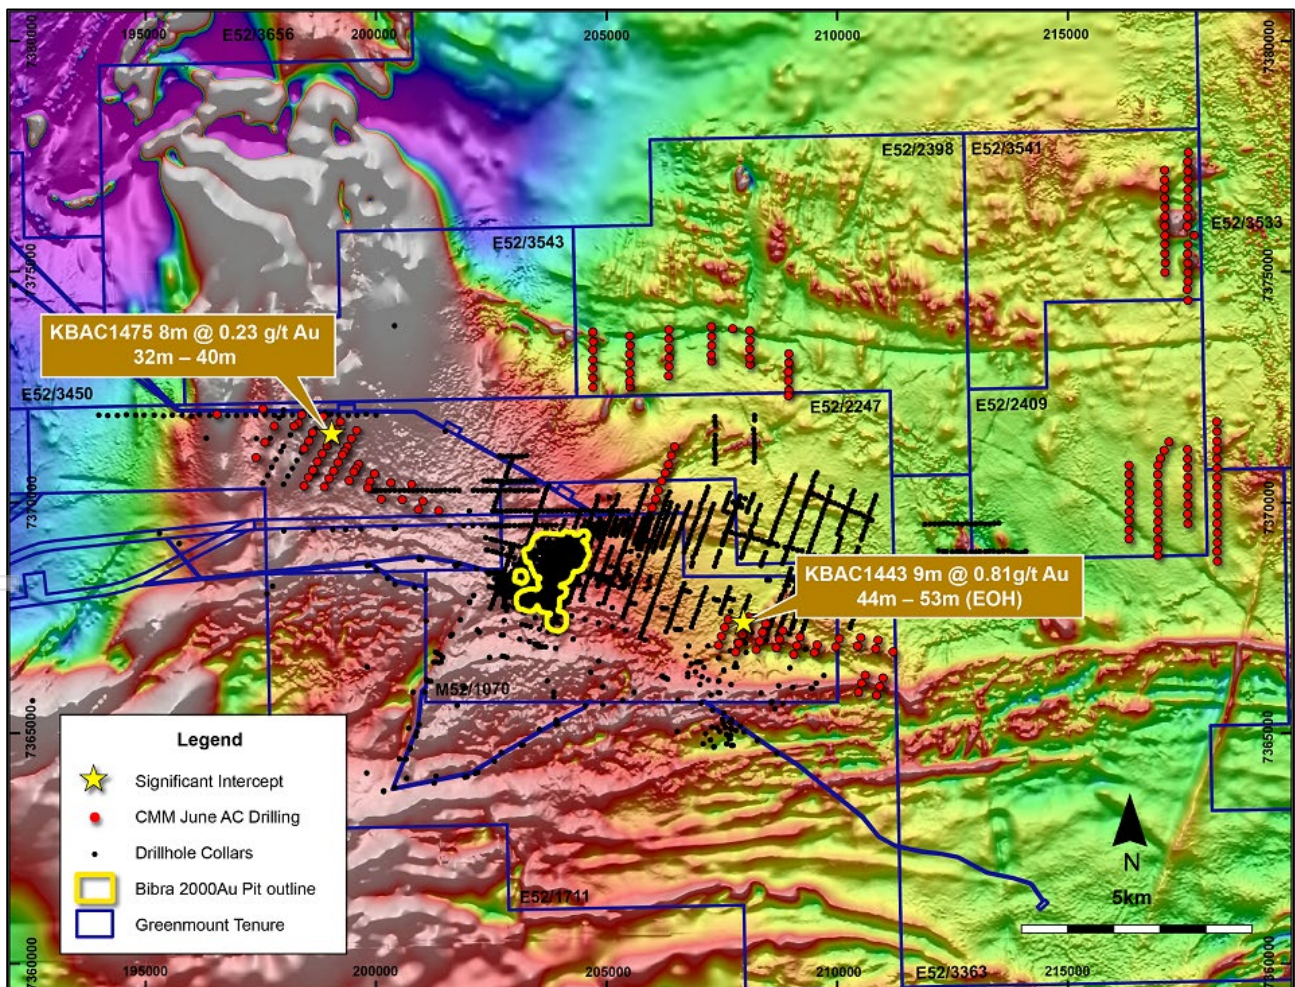 195000
200000
205000
210000
215000
E52/3656
7380000
7380000
E52/2398
E52/3541
E52/3533
E52/3543
7375000
7375000
KBAC1475 8m @ 0.23 g/t Au
32m – 40m
E52/3450
E52/2247
E52/2409
7370000
7370000
KBAC1443 9m @ 0.81g/t Au
44m – 53m (EOH)
M52/1070
7365000
7365000
Legend
Significant Intercept
CMM June AC Drilling
Drillhole Collars
Bibra 2000Au Pit outline
Greenmount Tenure
N
5km
E52/1711
E52/3363
7360000
7360000
195000
200000
205000
210000
215000